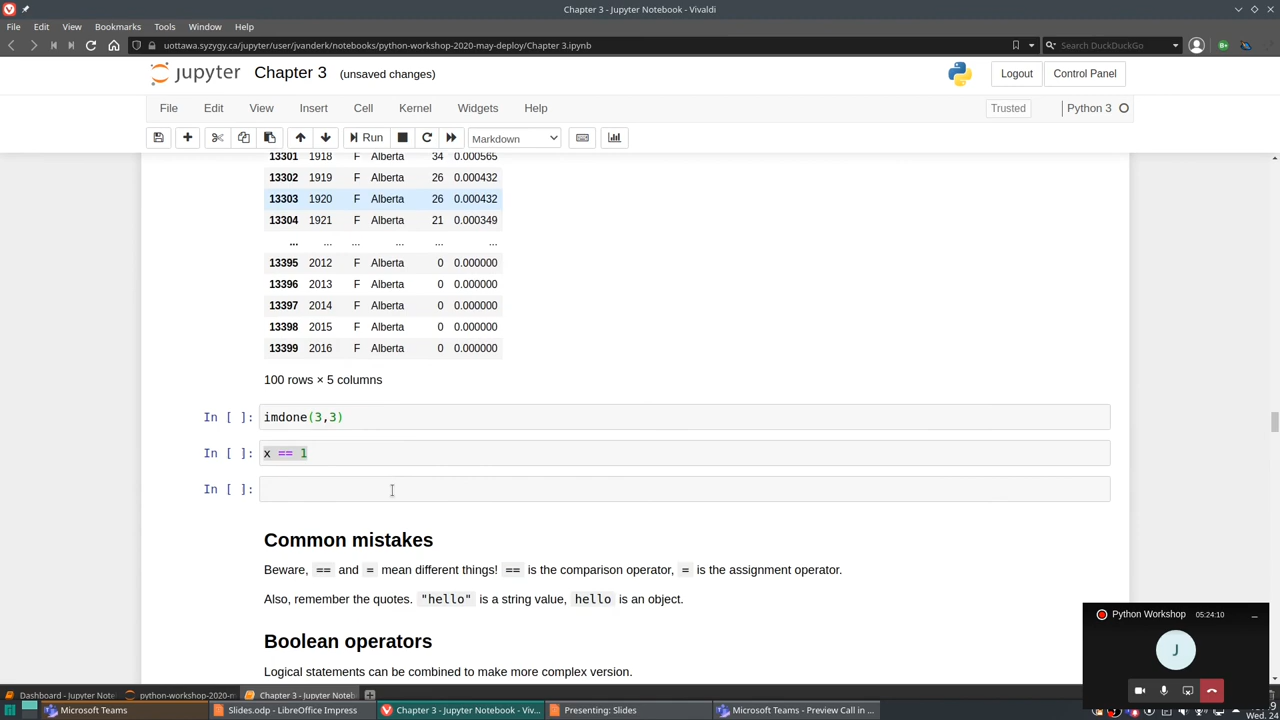 Chapter 3 - Jupyter Notebook - Vivaldi
File Edit View Bookmarks Tools Window Help
uottawa.syzygy.ca/jupyter/user/jvanderk/notebooks/python-workshop-2020-may-deploy/Chapter 3.ipynb
Search DuckDuckGo
jupyter Chapter 3 (unsaved changes)
Logout Control Panel
File Edit View Insert Cell Kernel Widgets Help
Trusted Python 3
Run Markdown
13301 1918 F Alberta 34 0.000565
13302 1919 F Alberta 26 0.000432
13303 1920 F Alberta 26 0.000432
13304 1921 F Alberta 21 0.000349
... ... ... ... ... ...
13395 2012 F Alberta 0 0.000000
13396 2013 F Alberta 0 0.000000
13397 2014 F Alberta 0 0.000000
13398 2015 F Alberta 0 0.000000
13399 2016 F Alberta 0 0.000000
100 rows × 5 columns
In [ ]: imdone(3,3)
In [ ]: x == 1
In [ ]:
Common mistakes
Beware, == and = mean different things! == is the comparison operator, = is the assignment operator.
Also, remember the quotes. "hello" is a string value, hello is an object.
Boolean operators
Logical statements can be combined to make more complex version.
Python Workshop 05:24:10
J
Dashboard - Jupyter Note python-workshop-2020-m Chapter 3 - Jupyter Noteb
Microsoft Teams Slides.odp - LibreOffice Impress Chapter 3 - Jupyter Notebook - Viv... Presenting: Slides Microsoft Teams - Preview Call in ...
Wed. 24